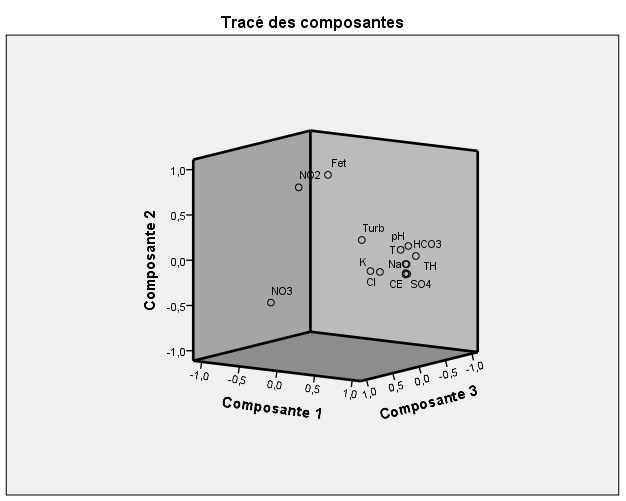 Tracé des composantes
Fet
NO2
Turb
pH
HCO3
T
K
Na
TH
Cl
CE
SO4
NO3
Composante 2
1,0
0,5
0,0
-0,5
-1,0
-1,0
-0,5
0,0
0,5
1,0
Composante 1
1,0
0,5
0,0
-0,5
-1,0
Composante 3